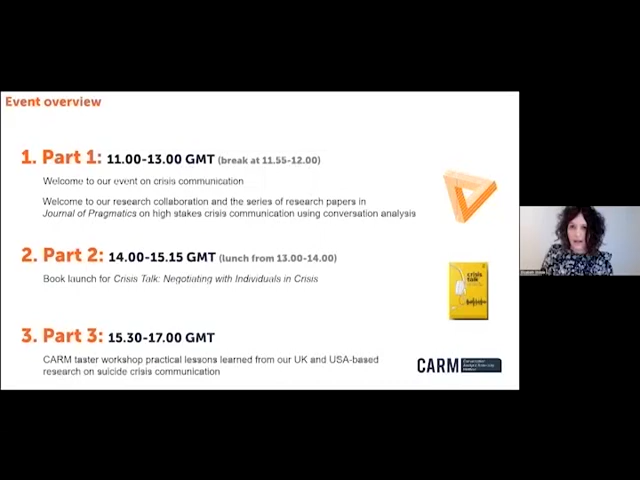 Event overview
1. Part 1: 11.00-13.00 GMT (break at 11.55-12.00)
Welcome to our event on crisis communication
Welcome to our research collaboration and the series of research papers in
Journal of Pragmatics on high stakes crisis communication using conversation analysis
2. Part 2: 14.00-15.15 GMT (lunch from 13.00-14.00)
Book launch for Crisis Talk: Negotiating with Individuals in Crisis
crisis
talk
3. Part 3: 15.30-17.00 GMT
CARM taster workshop practical lessons learned from our UK and USA-based
research on suicide crisis communication
CARM